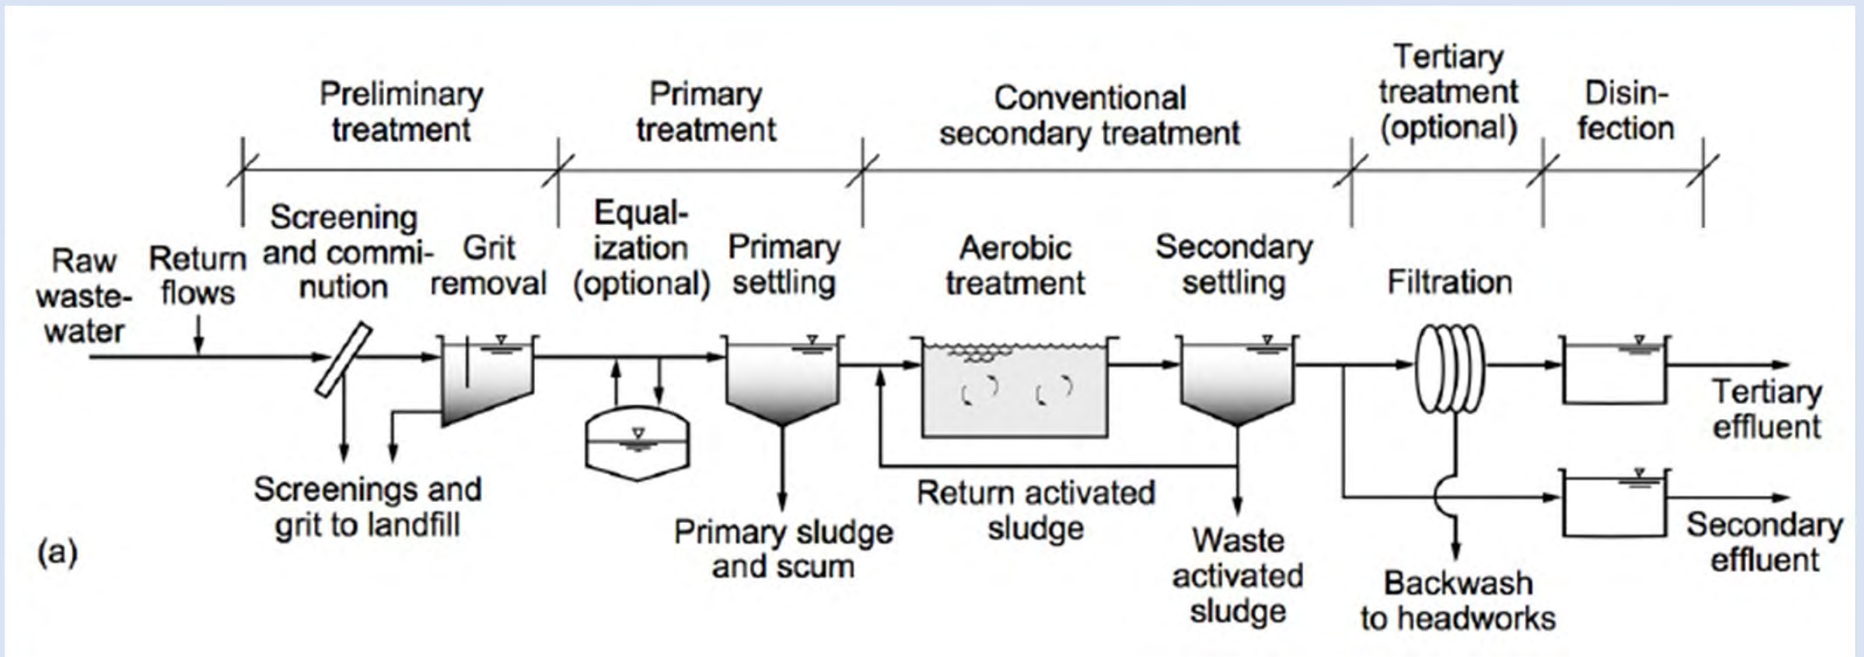 Preliminary
treatment
Primary
treatment
Conventional
secondary treatment
Tertiary
treatment
(optional)
Disin-
fection
Raw
waste-
water
Return
flows
Screening
and commi-
nution
Grit
removal
Equal-
ization
(optional)
Primary
settling
Aerobic
treatment
Secondary
settling
Filtration
Screenings and
grit to landfill
Primary sludge
and scum
Return activated
sludge
Waste
activated
sludge
Backwash
to headworks
Tertiary
effluent
Secondary
effluent
(a)